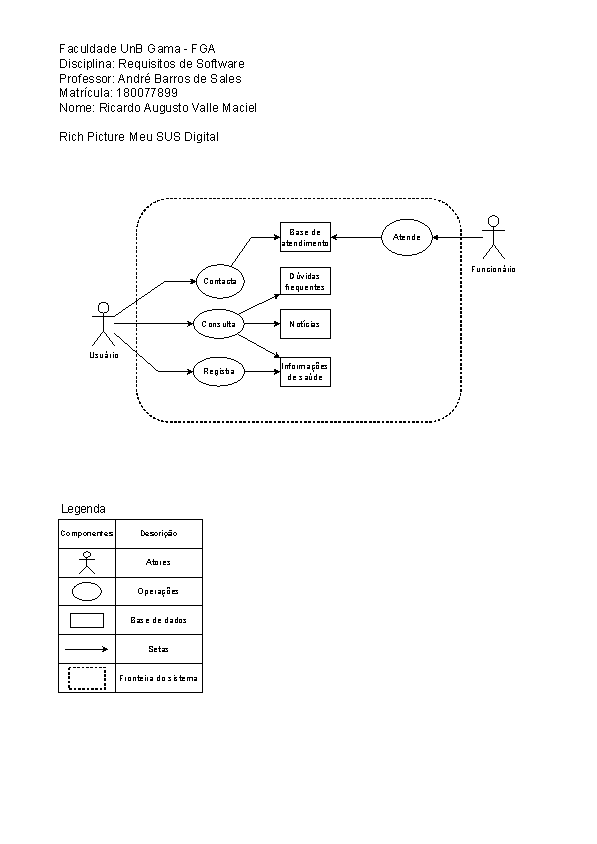 Faculdade UnB Gama - FGA
Disciplina: Requisitos de Software
Professor: André Barros de Sales
Matrícula: 180077899
Nome: Ricardo Augusto Valle Maciel
Rich Picture Meu SUS Digital
Base de
atendimento
Atende
Funcionário
Contacta
Dúvidas
frequentes
Usuário
Consulta
Notícias
Registra
Informações
de saúde
Legenda
Componentes
Descrição
Atores
Operações
Base de dados
Setas
Fronteira do sistema